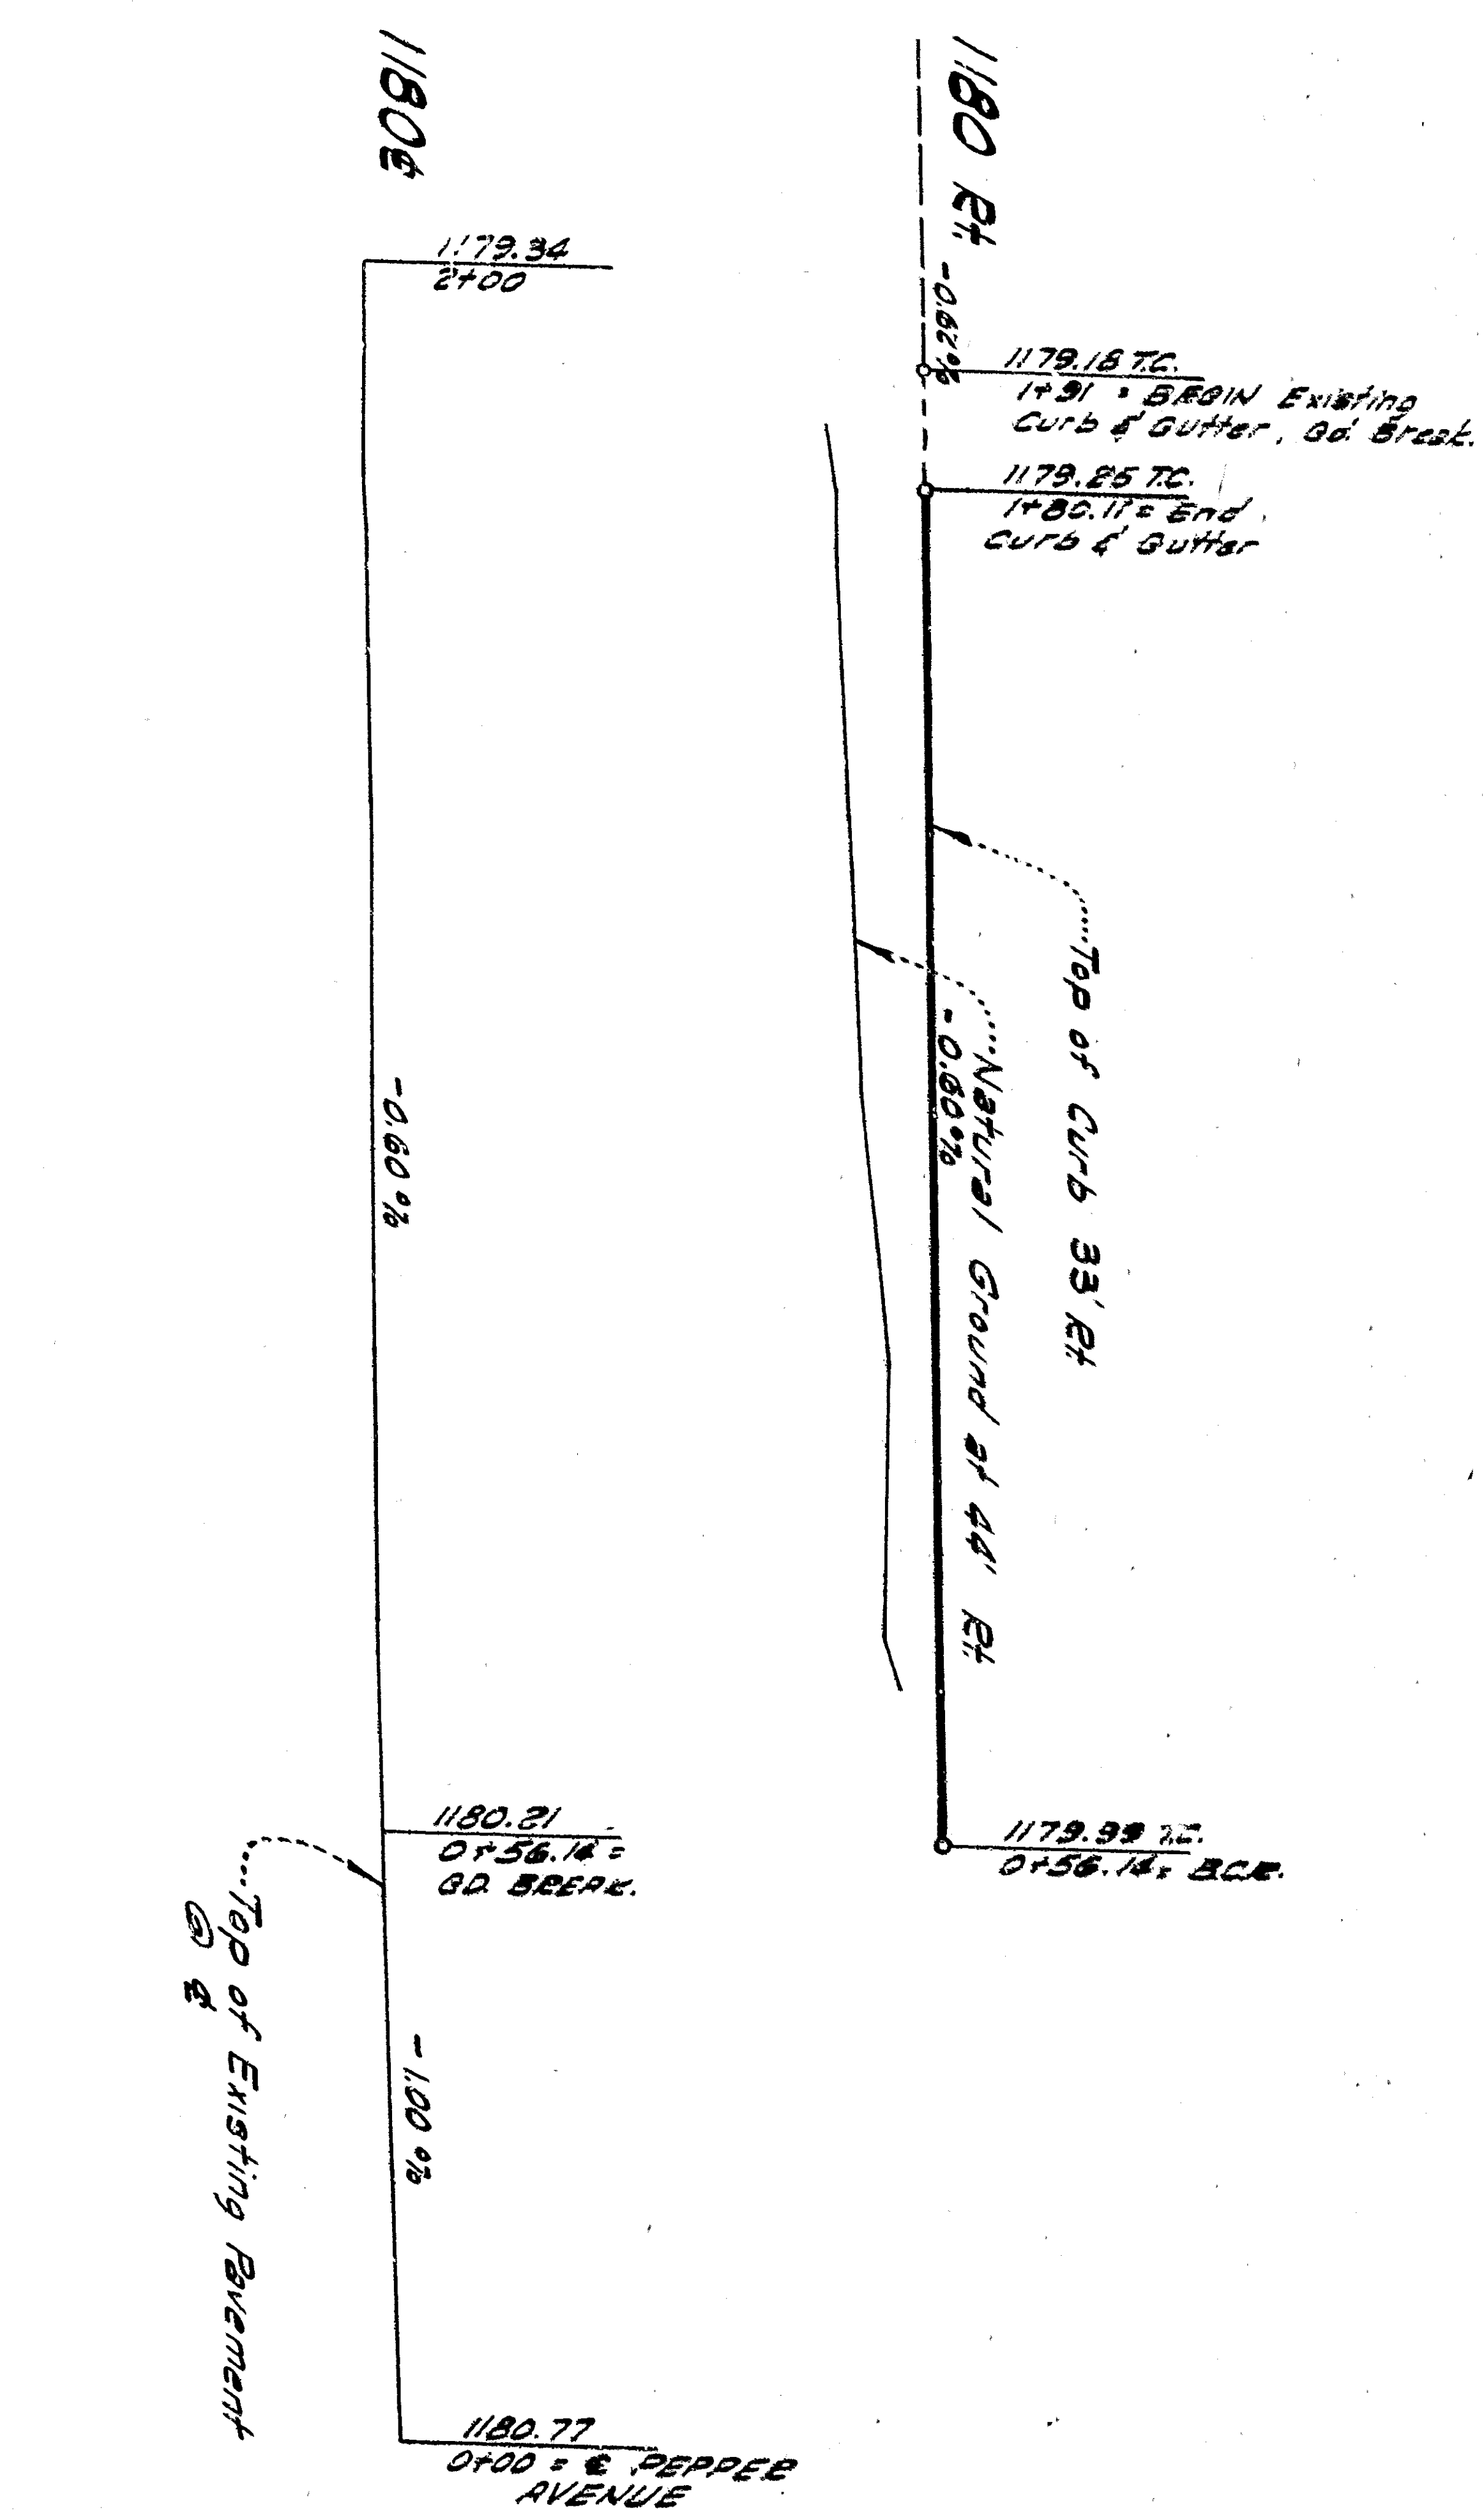 1180 ℄
1180 Rt.
1179.34
2+00
-0.62%
1179.18 T.C.
1+91 = BEGIN Existing
Curb & Gutter, Gd. Break.
1179.25 T.C.
1+80.11 = End
Curb & Gutter
Top of Curb 33' Rt.
Natural Ground at 44' Rt.
-0.60%
-0.60%
1180.21
0+56.14 =
GD. BREAK.
1179.99 T.C.
0+56.14 = BCR.
Top of Existing Pavement
@ ℄
-1.00%
1180.77
0+00 = ℄ PEPPER
AVENUE